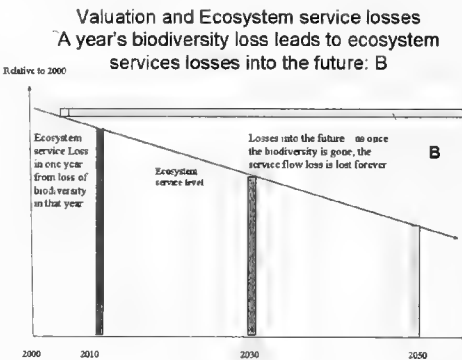 Valuation and Ecosystem service losses
A year's biodiversity loss leads to ecosystem
services losses into the future: B
Relative to 2000
Ecosystem
service Loss
in one year
from loss of
biodiversity
in that year
Ecosystem
service level
Losses into the future as once
the biodiversity is gone, the
service flow loss is lost forever
B
2000 2010 2030 2050